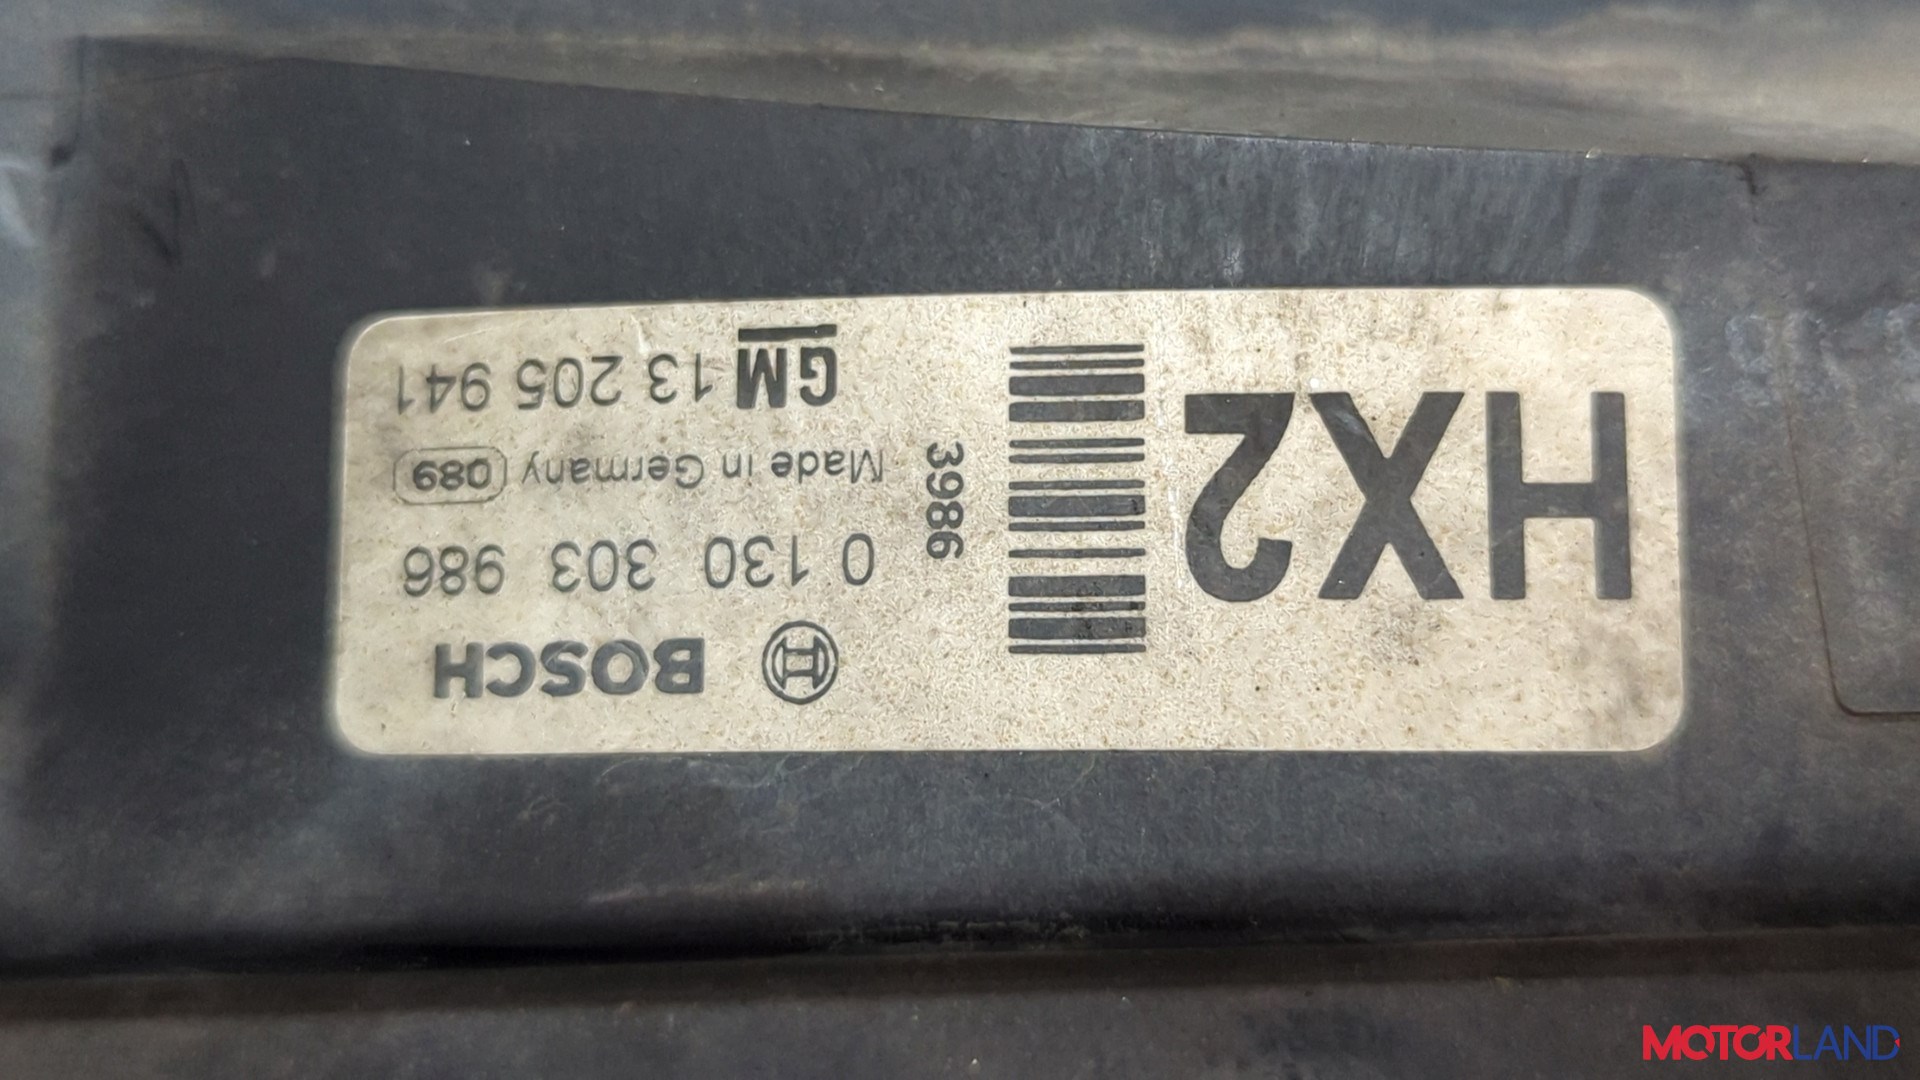 BOSCH
0 130 303 986
Made in Germany 089
GM 13 205 941
3986
HX2
MOTORLAND